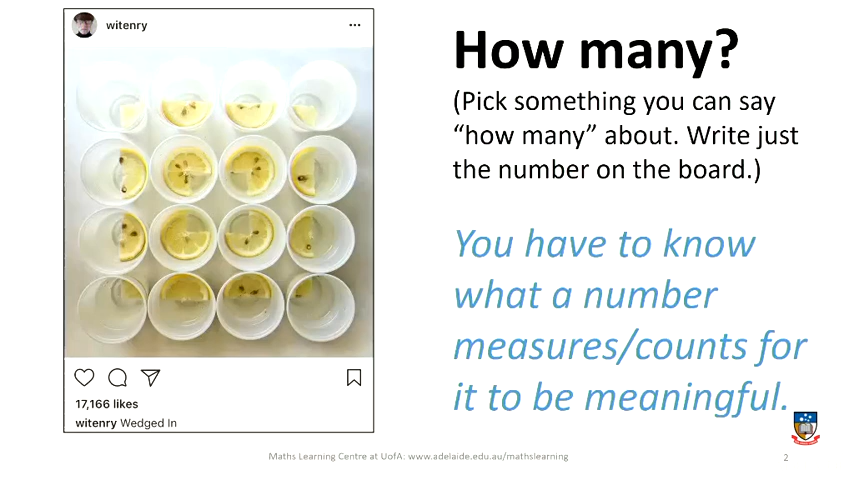 witenry
How many?
(Pick something you can say
“how many” about. Write just
the number on the board.)
You have to know
what a number
measures/counts for
it to be meaningful.
17,166 likes
witenry Wedged In
Maths Learning Centre at UofA: www.adelaide.edu.au/mathslearning
2